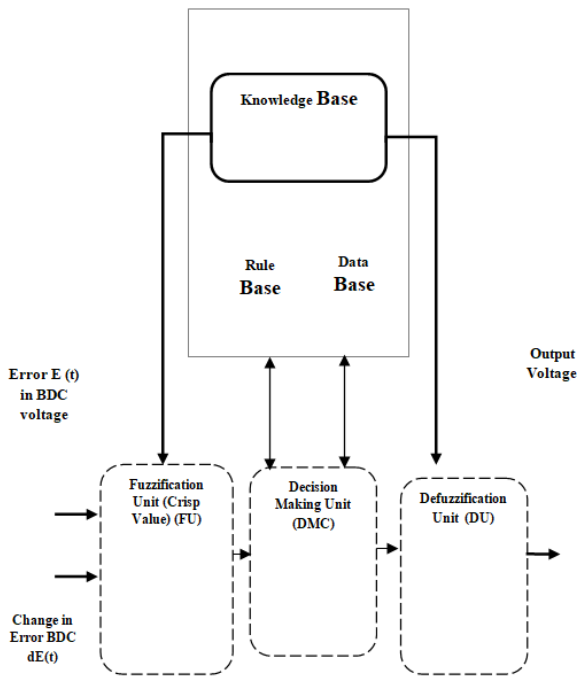 Knowledge Base
Rule
Base
Data
Base
Error E (t)
in BDC
voltage
Output
Voltage
Fuzzification
Unit (Crisp
Value) (FU)
Decision
Making Unit
(DMC)
Defuzzification
Unit (DU)
Change in
Error BDC
dE(t)